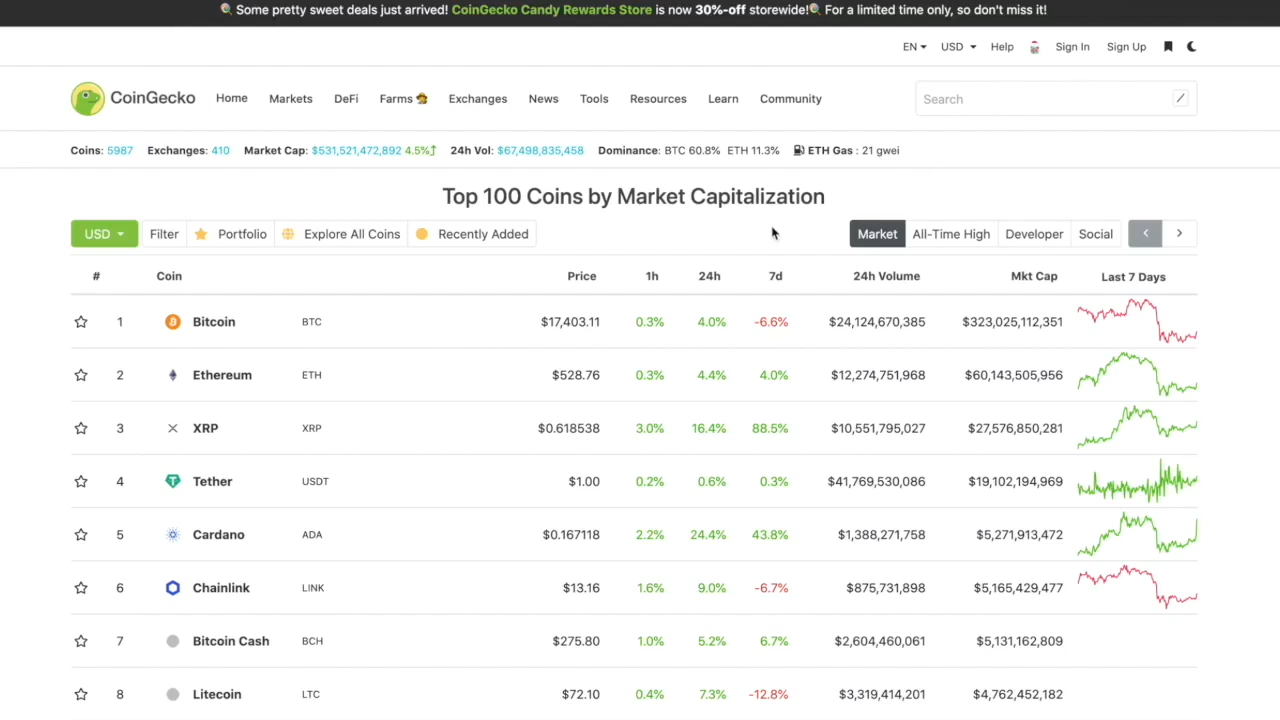 Some pretty sweet deals just arrived! CoinGecko Candy Rewards Store is now 30%-off storewide! For a limited time only, so don't miss it!
EN USD Help Sign In Sign Up
CoinGecko Home Markets DeFi Farms Exchanges News Tools Resources Learn Community Search /
Coins: 5987 Exchanges: 410 Market Cap: $531,521,472,892 4.5% 24h Vol: $67,498,835,458 Dominance: BTC 60.8% ETH 11.3% ETH Gas : 21 gwei
Top 100 Coins by Market Capitalization
USD Filter Portfolio Explore All Coins Recently Added Market All-Time High Developer Social < >
# Coin Price 1h 24h 7d 24h Volume Mkt Cap Last 7 Days
1 Bitcoin BTC $17,403.11 0.3% 4.0% -6.6% $24,124,670,385 $323,025,112,351
2 Ethereum ETH $528.76 0.3% 4.4% 4.0% $12,274,751,968 $60,143,505,956
3 XRP XRP $0.618538 3.0% 16.4% 88.5% $10,551,795,027 $27,576,850,281
4 Tether USDT $1.00 0.2% 0.6% 0.3% $41,769,530,086 $19,102,194,969
5 Cardano ADA $0.167118 2.2% 24.4% 43.8% $1,388,271,758 $5,271,913,472
6 Chainlink LINK $13.16 1.6% 9.0% -6.7% $875,731,898 $5,165,429,477
7 Bitcoin Cash BCH $275.80 1.0% 5.2% 6.7% $2,604,460,061 $5,131,162,809
8 Litecoin LTC $72.10 0.4% 7.3% -12.8% $3,319,414,201 $4,762,452,182